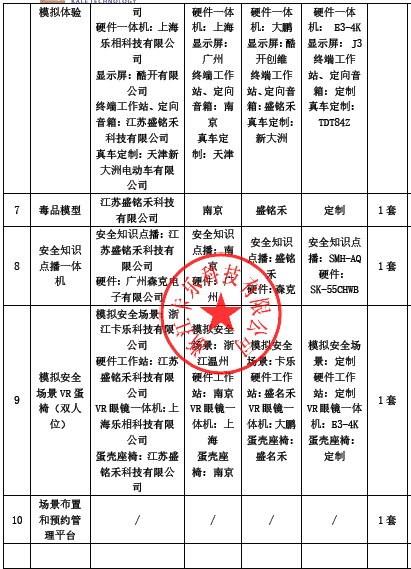 KALE TECHNOLOGY
模拟体验
司
硬件一体机：上海
乐相科技有限公
司
显示屏：酷开有限
公司
终端工作站、定向
音箱：江苏盛铭禾
科技有限公司
真车定制：天津新
大洲电动车有限
公司
硬件一体
机：上海
显示屏：
广州
终端工作
站、定向
音箱：南
京
真车定
制：天津
硬件一体
机：大鹏
显示屏：酷
开创维
终端工作
站、定向音
箱：盛铭禾
真车定制：
新大洲
硬件一体
机： E3-4K
显示屏： J3
终端工作
站、定向音
箱：定制
真车定制：
TDT84Z
7
毒品模型
江苏盛铭禾科技
有限公司
南京
盛铭禾
定制
1 套
8
安全知识
点播一体
机
安全知识点播：江
苏盛铭禾科技有
限公司
硬件：广州森克电
子有限公司
安全知识
点播：南
京
硬件：广
州
安全知识
点播：盛铭
禾
硬件：森克
安全知识点
播： SMH-AQ
硬件：
SK-55CHWB
1 套
9
模拟安全
场景 VR 蛋
椅（双人
位）
模拟安全场景：浙
江卡乐科技有限
公司
硬件工作站：江苏
盛铭禾科技有限
公司
VR 眼镜一体机：上
海乐相科技有限
公司
蛋壳座椅：江苏盛
铭禾科技有限公
司
模拟安全
场景：浙
江温州
硬件工作
站：南京
VR 眼镜一
体机：上
海
蛋壳座
椅：南京
模拟安全
场景：卡乐
硬件工作
站：盛名禾
VR 眼镜一
体机：大鹏
蛋壳座椅：
盛名禾
模拟安全场
景：定制
硬件工作
站：定制
VR 眼镜一体
机：E3-4K
蛋壳座椅：
定制
1 套
10
场景布置
和预约管
理平台
/
/
/
/
1 套
浙江卡乐科技有限公司